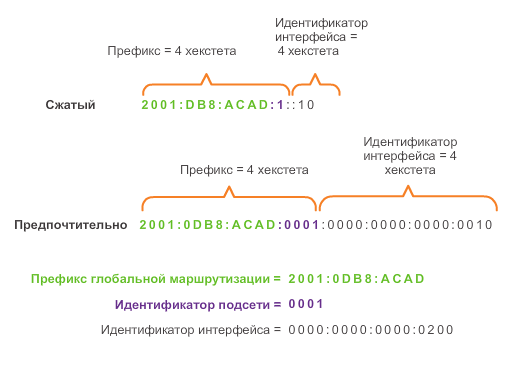 Идентификатор
интерфейса =
Префикс = 4 хекстета
4 хекстета
Сжатый 2001:DB8:ACAD:1::10
Идентификатор
интерфейса = 4
Префикс = 4 хекстета
хекстета
Предпочтительно 2001:0DB8:ACAD:0001:0000:0000:0000:0010
Префикс глобальной маршрутизации = 2001:0DB8:ACAD
Идентификатор подсети = 0001
Идентификатор интерфейса = 0000:0000:0000:0200